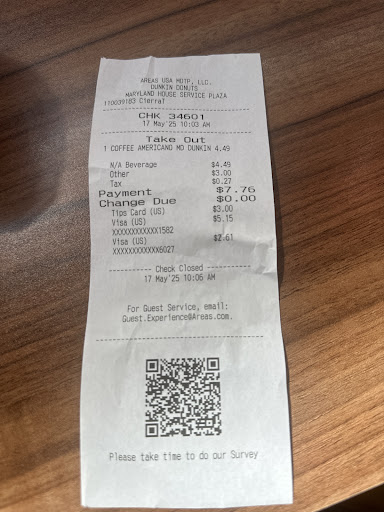 AREAS USA MDTP, LLC.
DUNKIN DONUTS
MARYLAND HOUSE SERVICE PLAZA
110039183 CierraT
CHK 34601
17 May'25 10:03 AM
Take Out
1 COFFEE AMERICANO MD DUNKIN 4.49
N/A Beverage $4.49
Other $3.00
Tax $0.27
Payment $7.76
Change Due $0.00
Tips Card (US) $3.00
Visa (US) $5.15
XXXXXXXXXXXX1582
Visa (US) $2.61
XXXXXXXXXXXX6027
---------- Check Closed ----------
17 May'25 10:06 AM
For Guest Service, email:
Guest.Experience@Areas.com.
Please take time to do our Survey